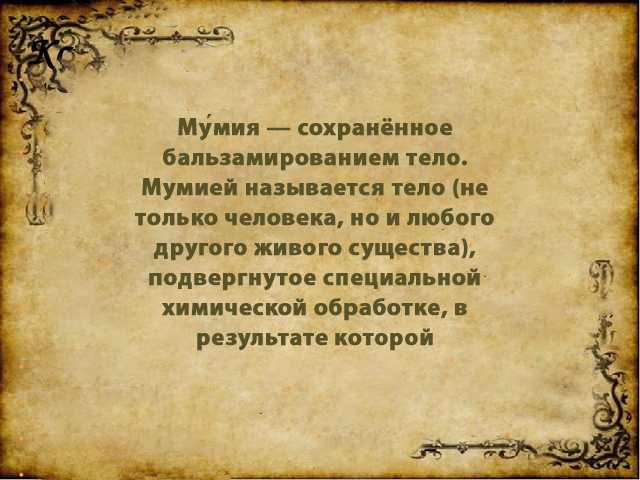 Му́мия — сохранённое
бальзамированием тело.
Мумией называется тело (не
только человека, но и любого
другого живого существа),
подвергнутое специальной
химической обработке, в
результате которой